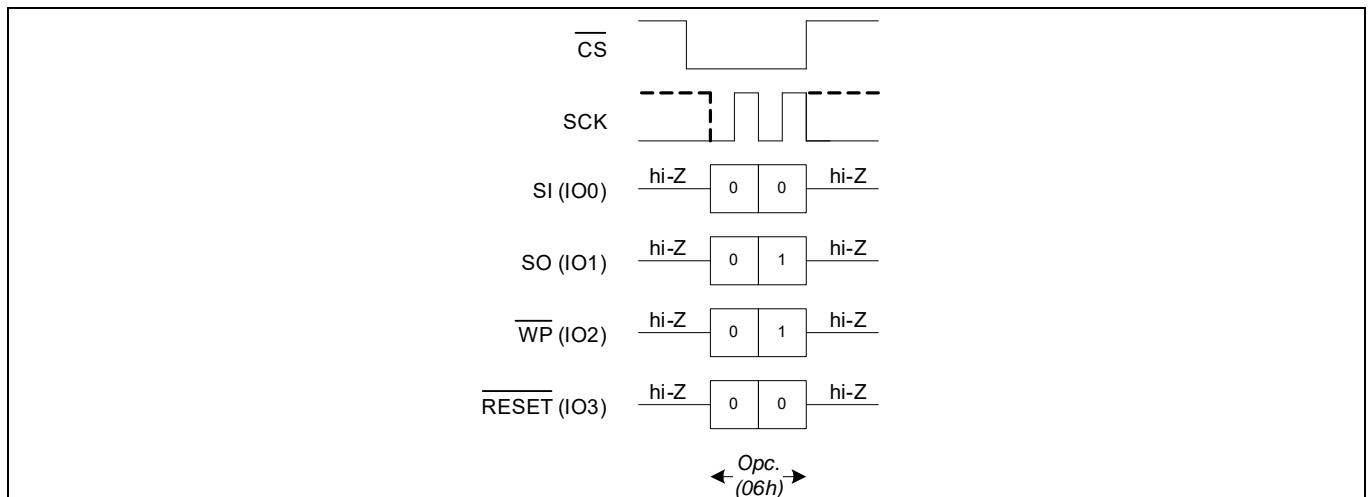 CS
SCK
SI (IO0) hi-Z 0 0 hi-Z
SO (IO1) hi-Z 0 1 hi-Z
WP (IO2) hi-Z 0 1 hi-Z
RESET (IO3) hi-Z 0 0 hi-Z
Opc.
(06h)